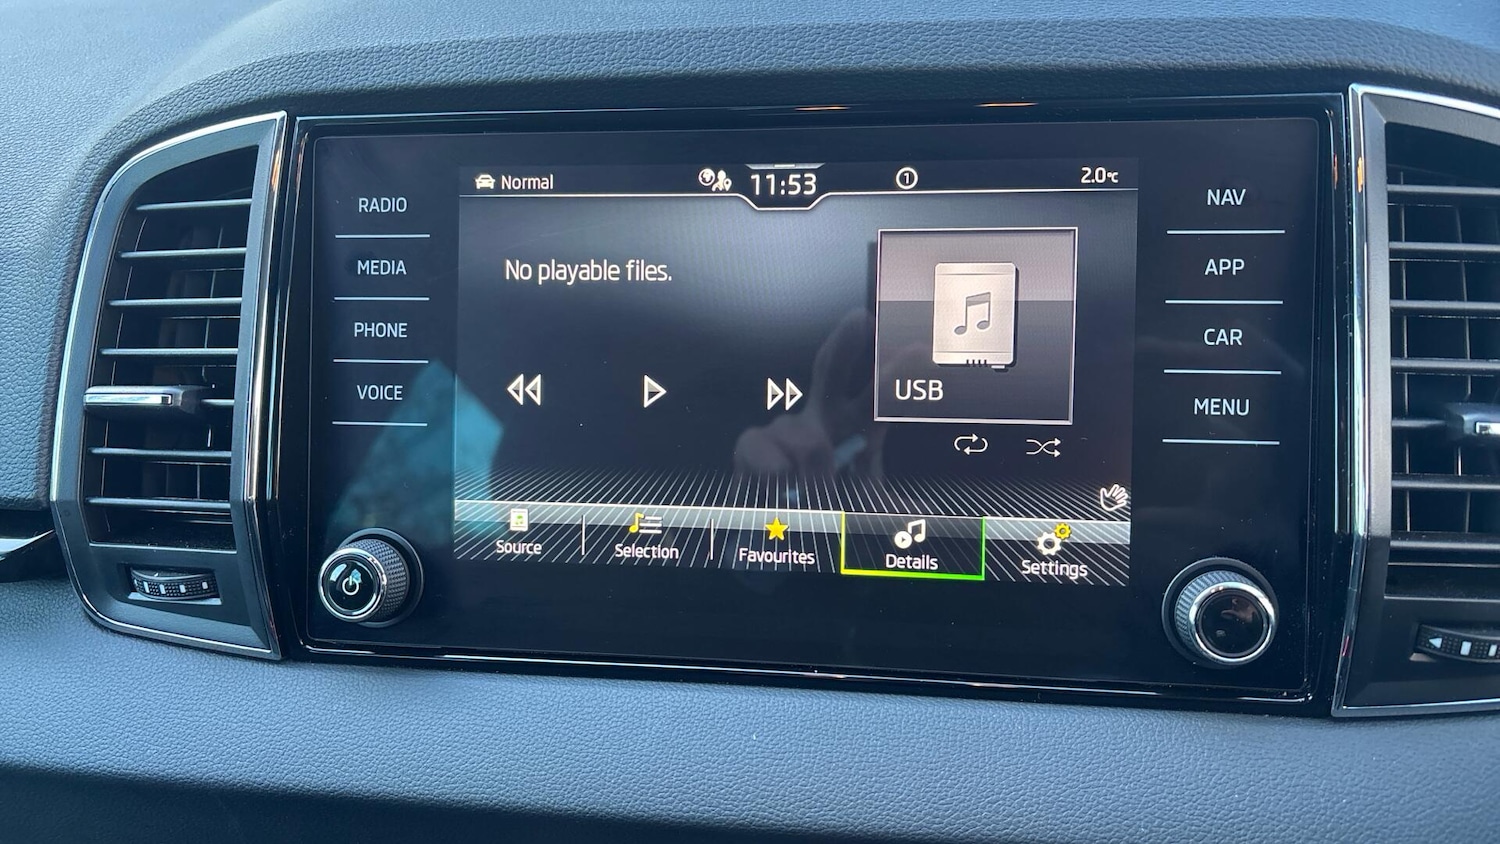 Normal
11:53
1
2.0°C
RADIO
MEDIA
PHONE
VOICE
No playable files.
USB
Source
Selection
Favourites
Details
Settings
NAV
APP
CAR
MENU